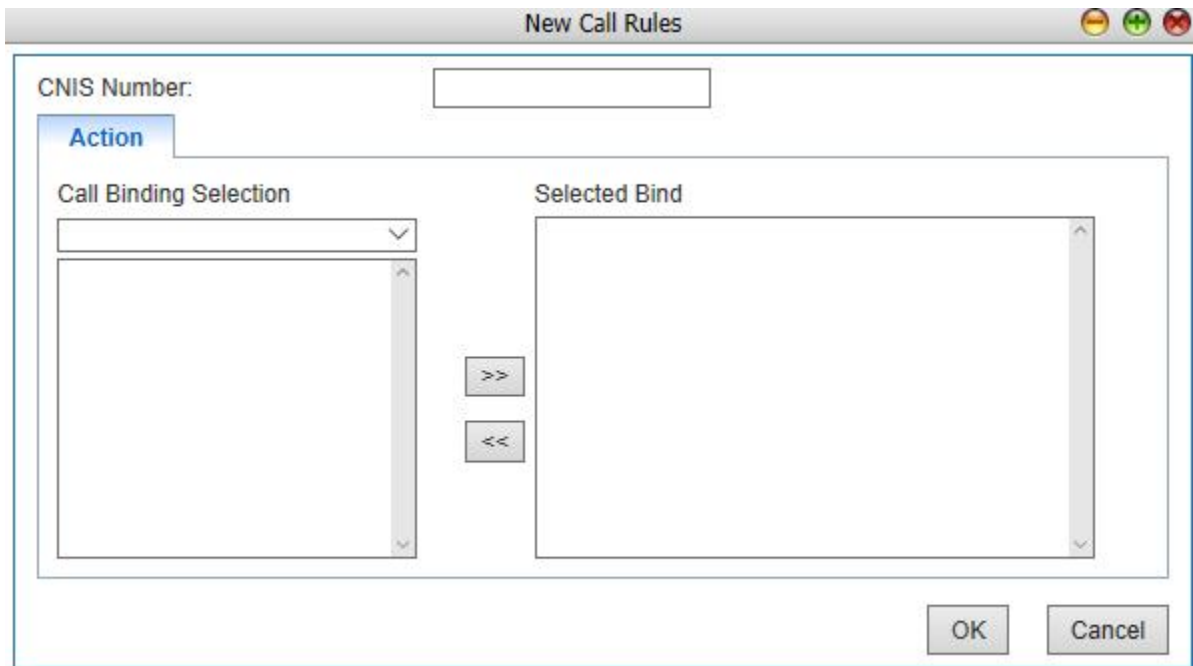 New Call Rules
CNIS Number:
Action
Call Binding Selection
Selected Bind
>>
<<
OK
Cancel